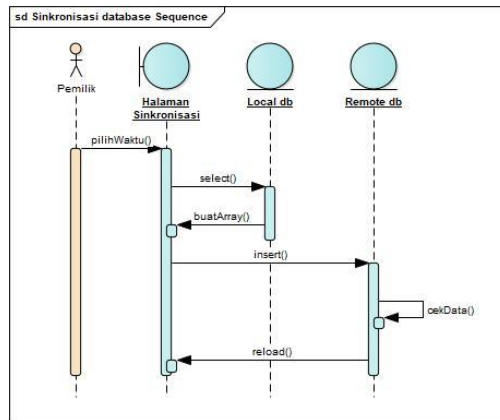 sd Sinkronisasi database Sequence
Pemilik
Halaman
Sinkronisasi
Local db
Remote db
pilihWaktu()
select()
buatArray()
insert()
cekData()
reload()